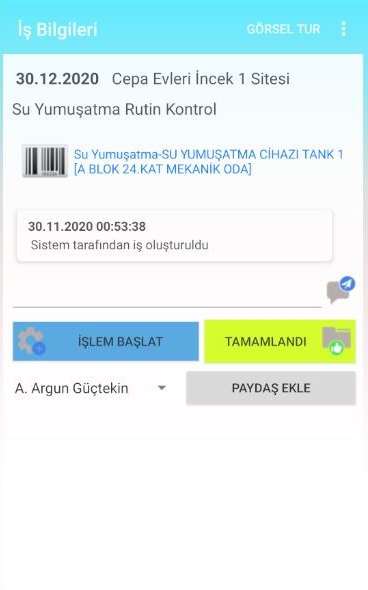 İş Bilgileri GÖRSEL TUR
30.12.2020 Cepa Evleri İncek 1 Sitesi
Su Yumuşatma Rutin Kontrol
Su Yumuşatma-SU YUMUŞATMA CİHAZI TANK 1
[A BLOK 24.KAT MEKANİK ODA]
30.11.2020 00:53:38
Sistem tarafından iş oluşturuldu
İŞLEM BAŞLAT TAMAMLANDI
A. Argun Güçtekin PAYDAŞ EKLE